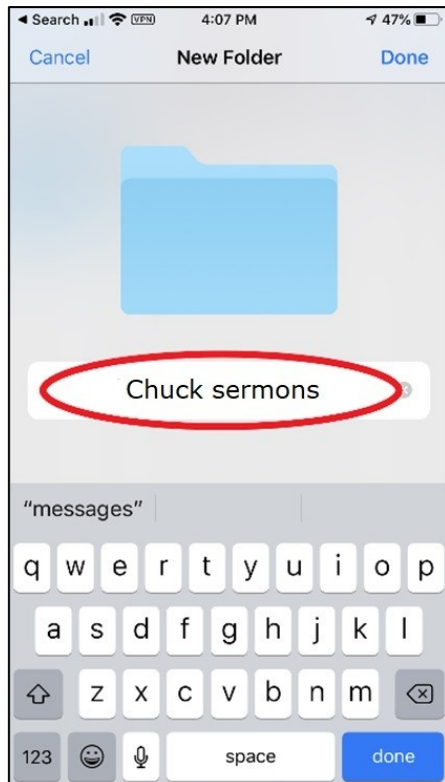 Search VPN 4:07 PM 47%
Cancel New Folder Done
Chuck sermons
“messages”
q w e r t y u i o p
a s d f g h j k l
z x c v b n m
123 space done